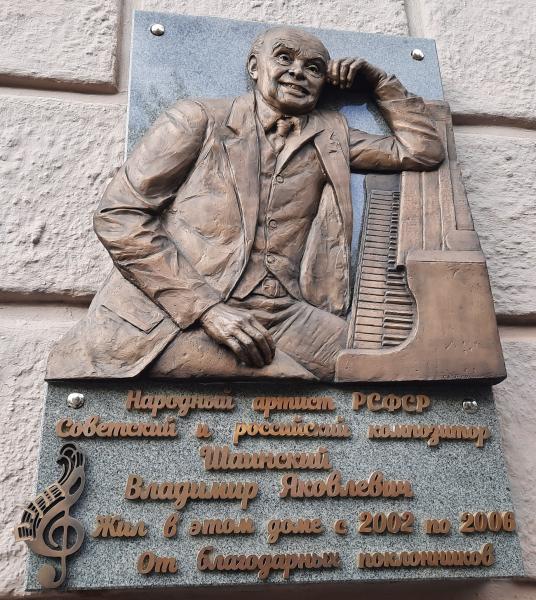 Народный артист РСФСР
Советский и российский композитор
Шаинский
Владимир Яковлевич
Жил в этом доме с 2002 по 2006
От благодарных поклонников